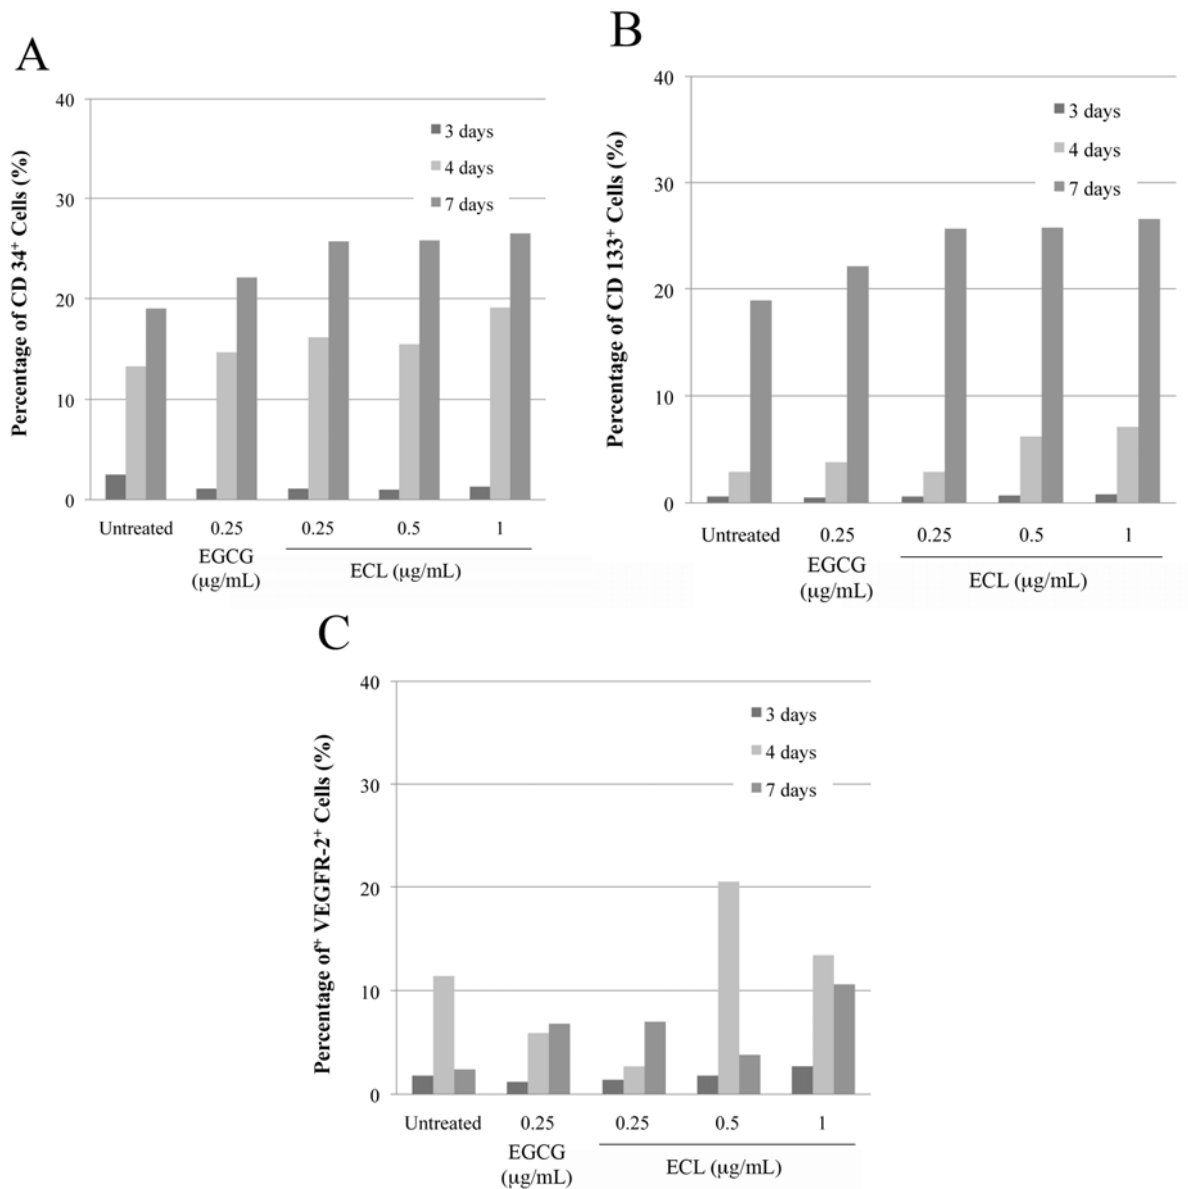 A
Percentage of CD 34⁺ Cells (%)
40
30
20
10
0
3 days
4 days
7 days
Untreated 0.25 0.25 0.5 1
EGCG
(μg/mL)
ECL (μg/mL)
B
Percentage of CD 133⁺ Cells (%)
40
30
20
10
0
3 days
4 days
7 days
Untreated 0.25 0.25 0.5 1
EGCG
(μg/mL)
ECL (μg/mL)
C
Percentage of⁺ VEGFR-2⁺ Cells (%)
40
30
20
10
0
3 days
4 days
7 days
Untreated 0.25 0.25 0.5 1
EGCG
(μg/mL)
ECL (μg/mL)